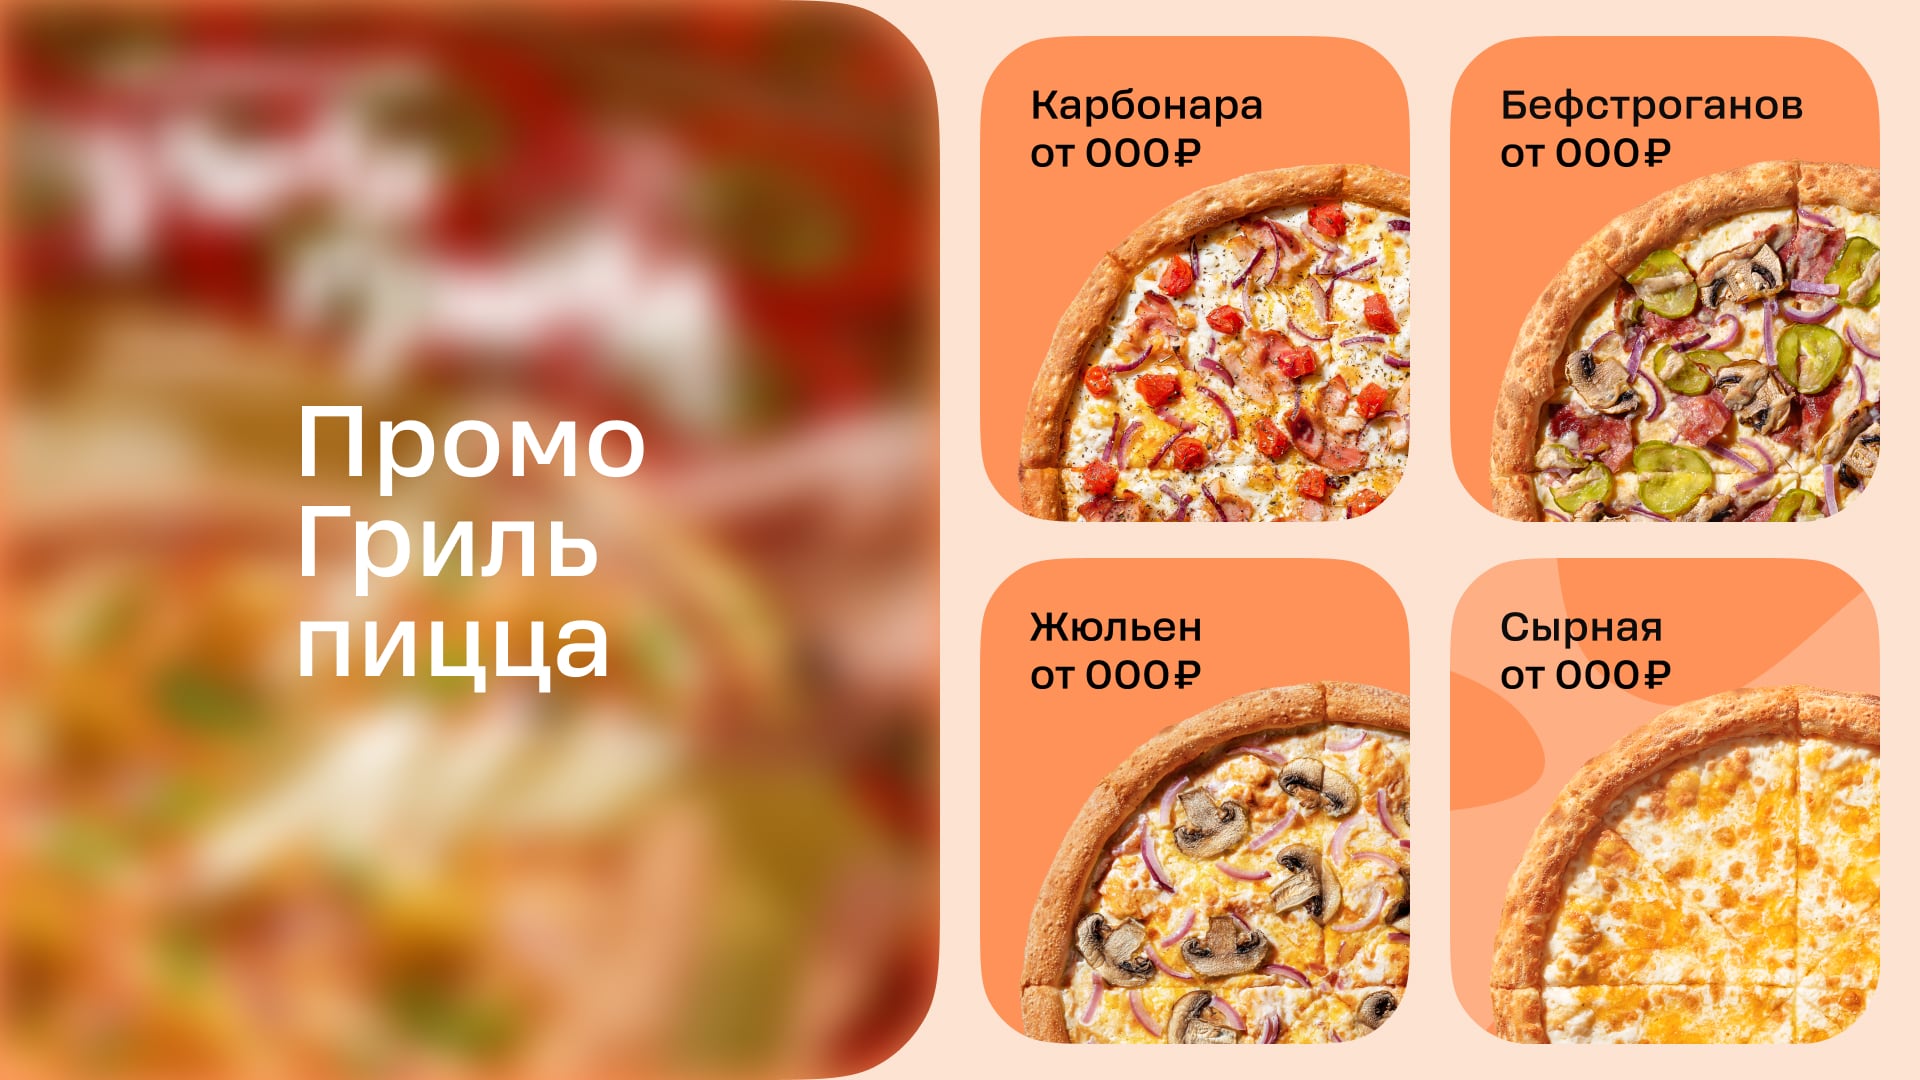 Промо
Гриль
пицца
Карбонара
от 000₽
Бефстроганов
от 000₽
Жюльен
от 000₽
Сырная
от 000₽